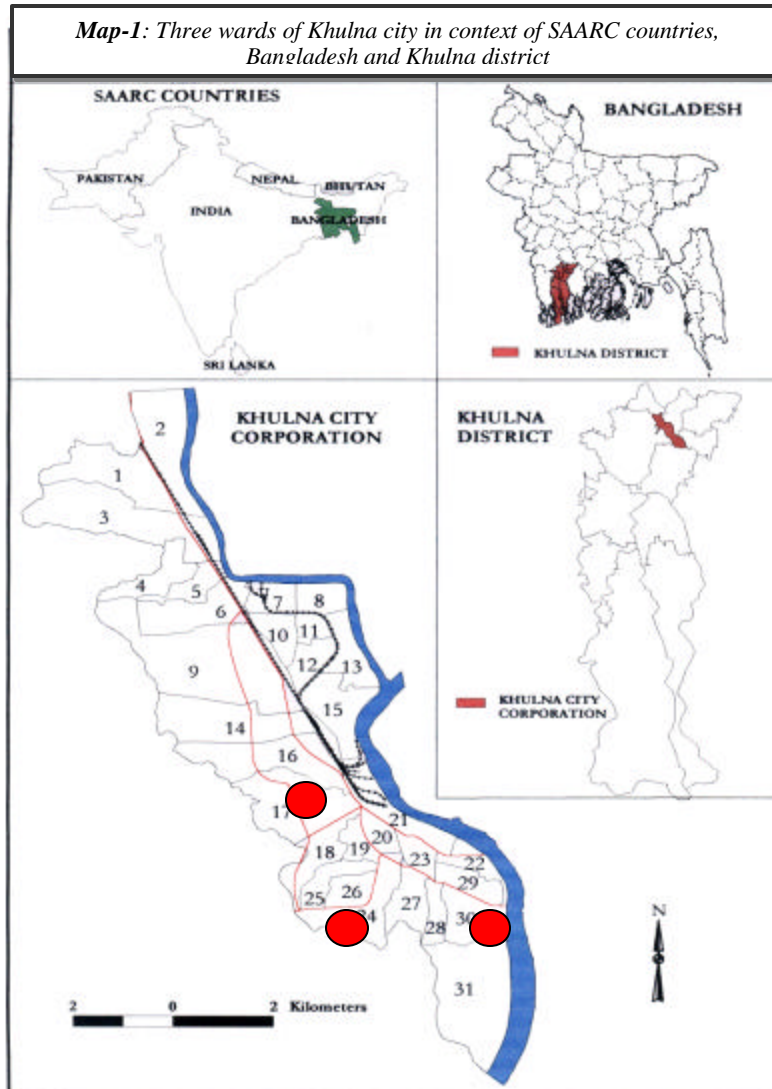 Map-1: Three wards of Khulna city in context of SAARC countries,
Bangladesh and Khulna district
SAARC COUNTRIES
PAKISTAN
NEPAL
BHUTAN
INDIA
BANGLADESH
SRI LANKA
BANGLADESH
KHULNA DISTRICT
KHULNA CITY
CORPORATION
2
1
3
4
5
6
7
8
10
11
12
13
9
15
14
16
17
21
20
18
19
23
22
29
25
26
27
24
28
30
31
2 0 2 Kilometers
KHULNA
DISTRICT
KHULNA CITY
CORPORATION
N